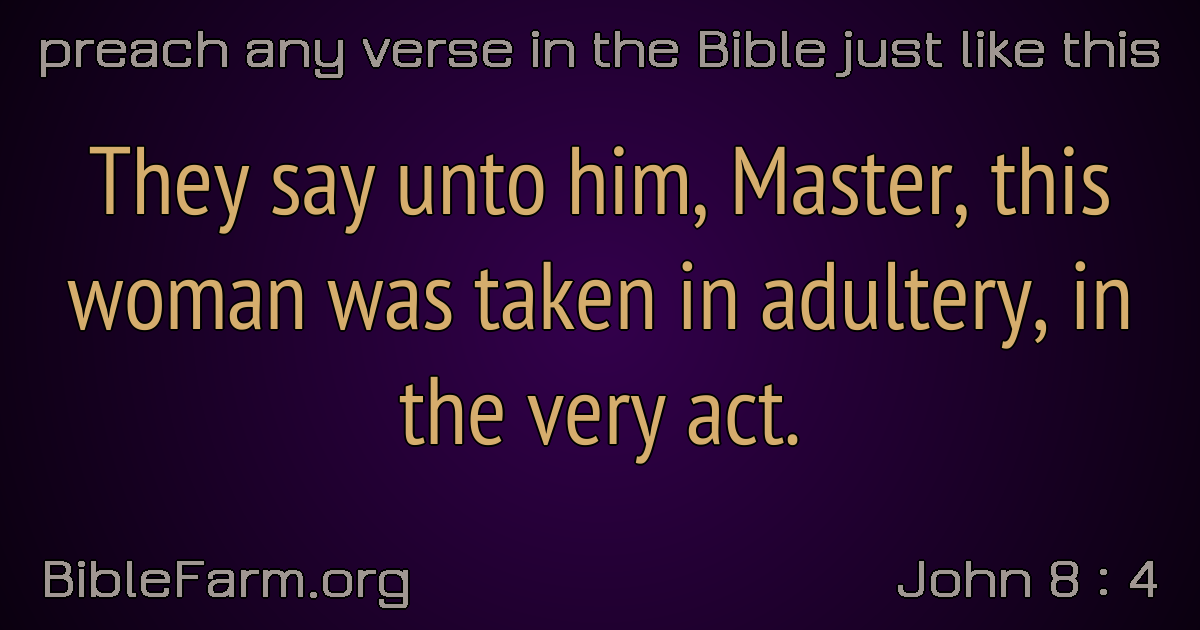 preach any verse in the Bible just like this
They say unto him, Master, this
woman was taken in adultery, in
the very act.
BibleFarm.org
John 8 : 4